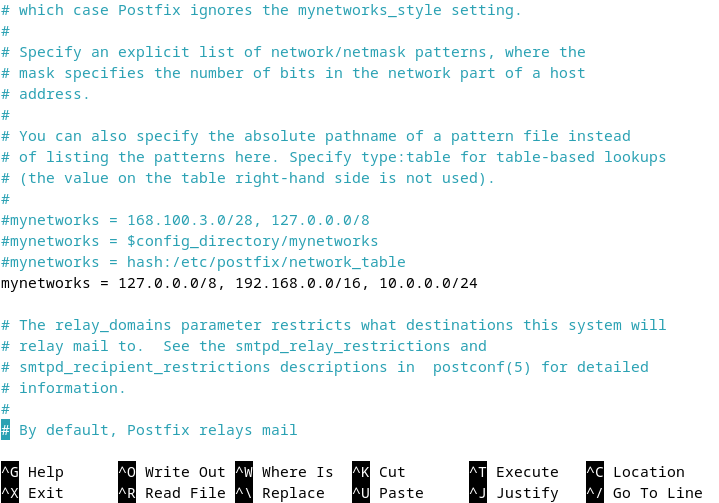 # which case Postfix ignores the mynetworks_style setting.
#
# Specify an explicit list of network/netmask patterns, where the
# mask specifies the number of bits in the network part of a host
# address.
#
# You can also specify the absolute pathname of a pattern file instead
# of listing the patterns here. Specify type:table for table-based lookups
# (the value on the table right-hand side is not used).
#
#mynetworks = 168.100.3.0/28, 127.0.0.0/8
#mynetworks = $config_directory/mynetworks
#mynetworks = hash:/etc/postfix/network_table
mynetworks = 127.0.0.0/8, 192.168.0.0/16, 10.0.0.0/24

# The relay_domains parameter restricts what destinations this system will
# relay mail to.  See the smtpd_relay_restrictions and
# smtpd_recipient_restrictions descriptions in  postconf(5) for detailed
# information.
#
# By default, Postfix relays mail

^G Help      ^O Write Out ^W Where Is  ^K Cut       ^T Execute   ^C Location
^X Exit      ^R Read File ^\ Replace   ^U Paste     ^J Justify   ^/ Go To Line